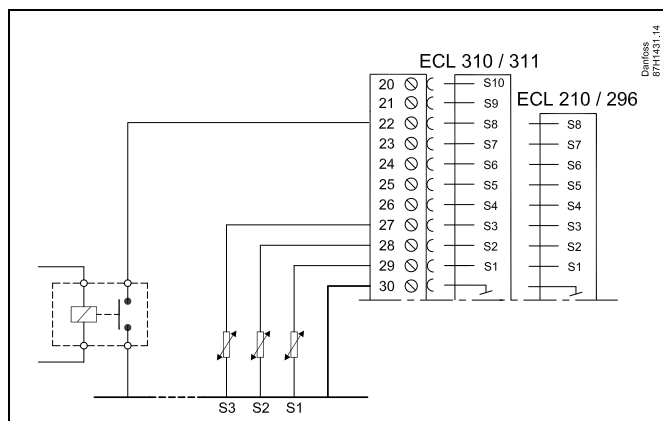 Danfoss
87H1431.14
ECL 310 / 311
ECL 210 / 296
20 S10
21 S9
22 S8 S8
23 S7 S7
24 S6 S6
25 S5 S5
26 S4 S4
27 S3 S3
28 S2 S2
29 S1 S1
30
S3 S2 S1